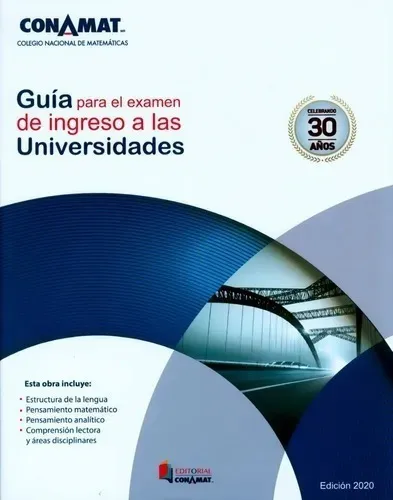 CONAMAT
COLEGIO NACIONAL DE MATEMÁTICAS
Guía para el examen
de ingreso a las
Universidades
CELEBRANDO
30
AÑOS
Esta obra incluye:
• Estructura de la lengua
• Pensamiento matemático
• Pensamiento analítico
• Comprensión lectora
y áreas disciplinares
EDITORIAL
CONAMAT
Edición 2020